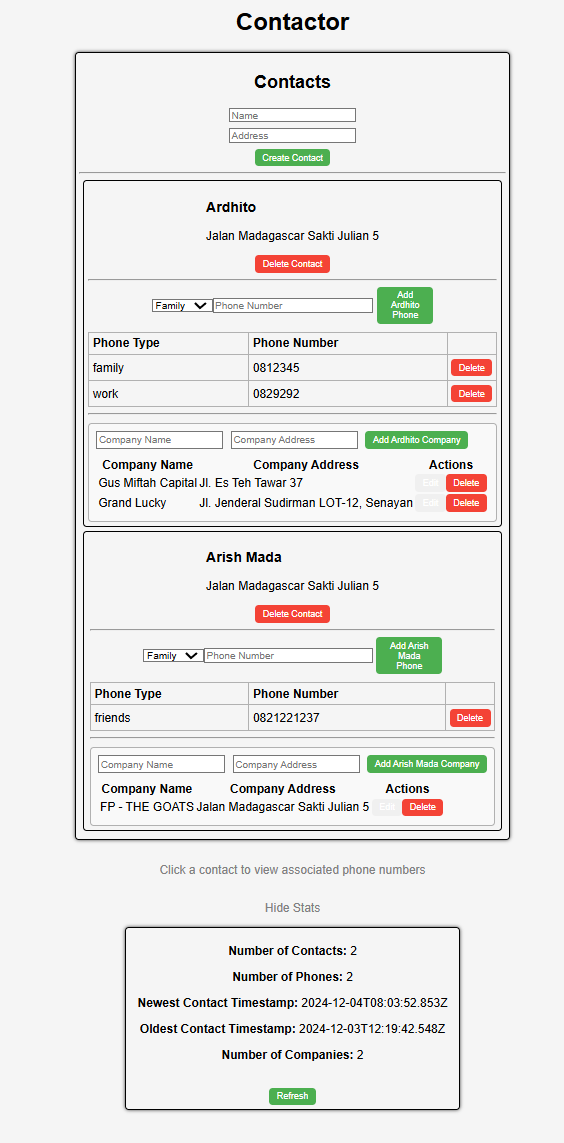 Contactor
Contacts
Name
Address
Create Contact
Ardhito
Jalan Madagascar Sakti Julian 5
Delete Contact
Family Phone Number Add Ardhito Phone
Phone Type Phone Number
family 0812345 Delete
work 0829292 Delete
Company Name Company Address Add Ardhito Company
Company Name Company Address Actions
Gus Miftah Capital Jl. Es Teh Tawar 37 Edit Delete
Grand Lucky Jl. Jenderal Sudirman LOT-12, Senayan Edit Delete
Arish Mada
Jalan Madagascar Sakti Julian 5
Delete Contact
Family Phone Number Add Arish Mada Phone
Phone Type Phone Number
friends 0821221237 Delete
Company Name Company Address Add Arish Mada Company
Company Name Company Address Actions
FP - THE GOATS Jalan Madagascar Sakti Julian 5 Edit Delete
Click a contact to view associated phone numbers
Hide Stats
Number of Contacts: 2
Number of Phones: 2
Newest Contact Timestamp: 2024-12-04T08:03:52.853Z
Oldest Contact Timestamp: 2024-12-03T12:19:42.548Z
Number of Companies: 2
Refresh